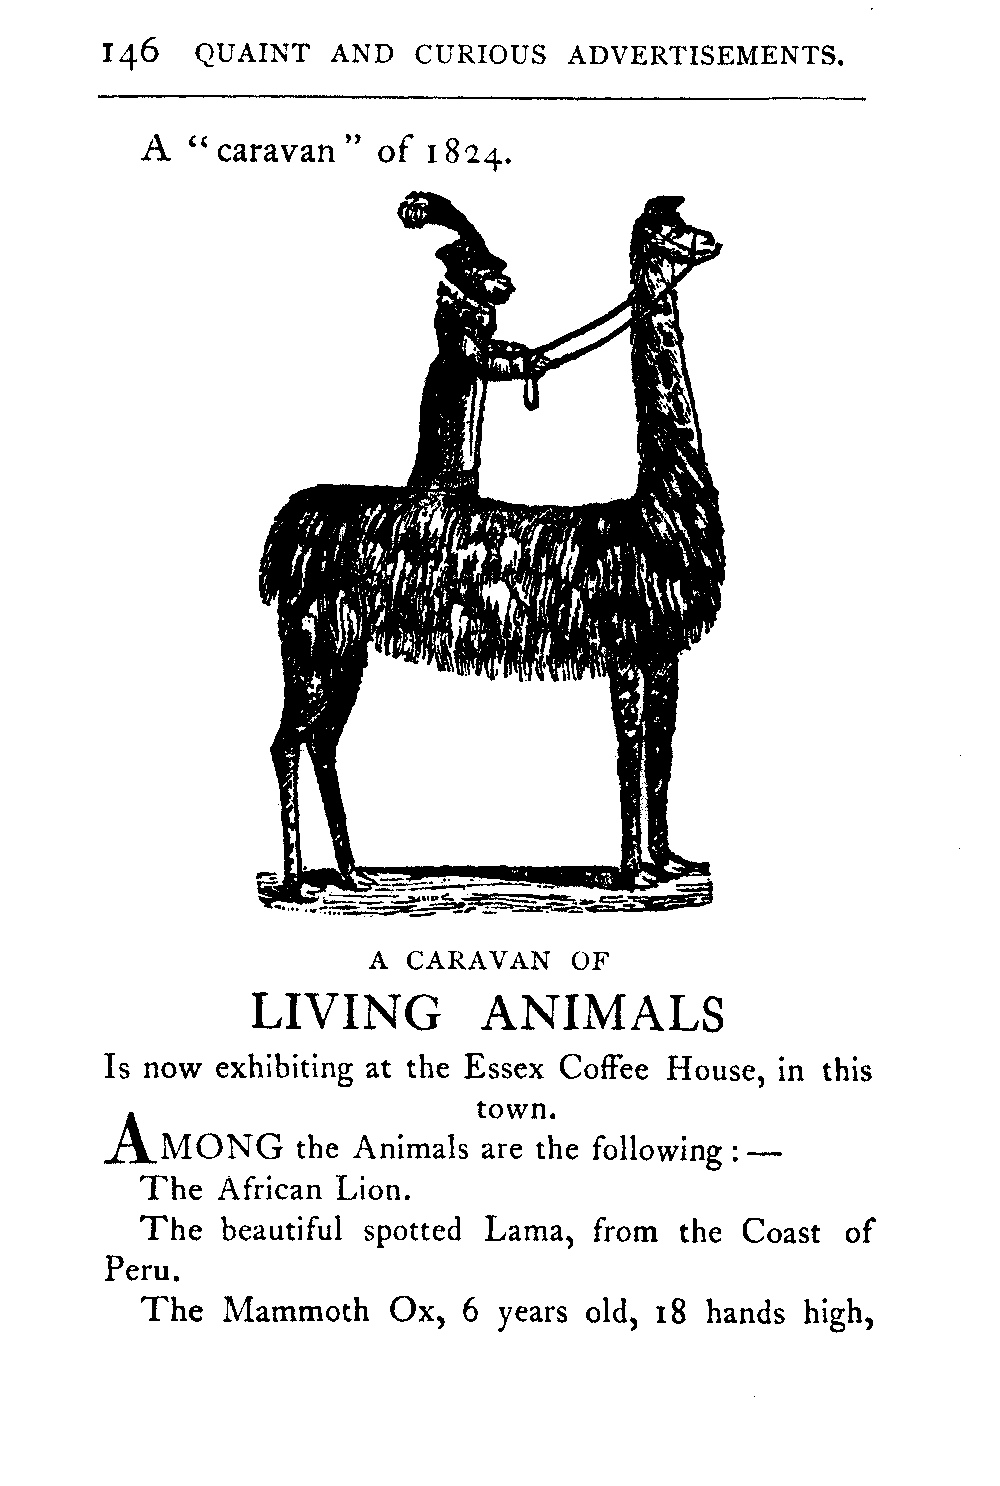 146 QUAINT AND CURIOUS ADVERTISEMENTS.
A “caravan” of 1824.
A CARAVAN OF
LIVING ANIMALS
Is now exhibiting at the Essex Coffee House, in this
town.
AMONG the Animals are the following :—
The African Lion.
The beautiful spotted Lama, from the Coast of
Peru.
The Mammoth Ox, 6 years old, 18 hands high,